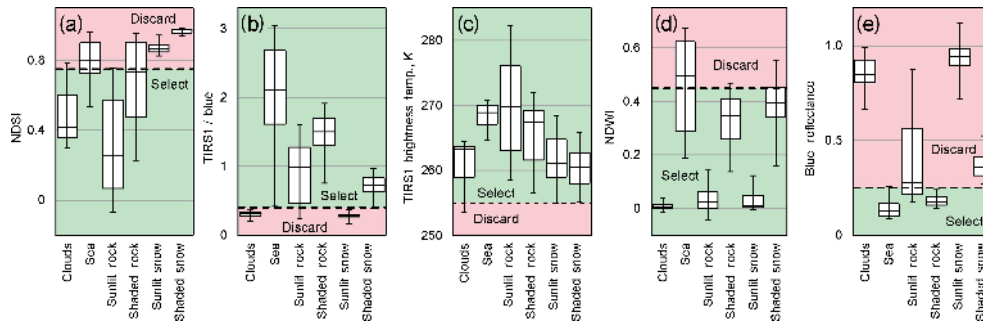 (a)
Discard
Select
NDSI
0.8
0.4
0
Clouds
Sea
Sunlit rock
Shaded rock
Sunlit snow
Shaded snow
(b)
Select
Discard
TIRS1 / blue
3
2
1
0
Clouds
Sea
Sunlit rock
Shaded rock
Sunlit snow
Shaded snow
(c)
Select
Discard
TIRS1 brightness temp., K
280
270
260
250
Clouds
Sea
Sunlit rock
Shaded rock
Sunlit snow
Shaded snow
(d)
Discard
Select
NDWI
0.6
0.4
0.2
0
Clouds
Sea
Sunlit rock
Shaded rock
Sunlit snow
Shaded snow
(e)
Discard
Select
Blue reflectance
1.0
0.5
0
Clouds
Sea
Sunlit rock
Shaded rock
Sunlit snow
Shaded snow